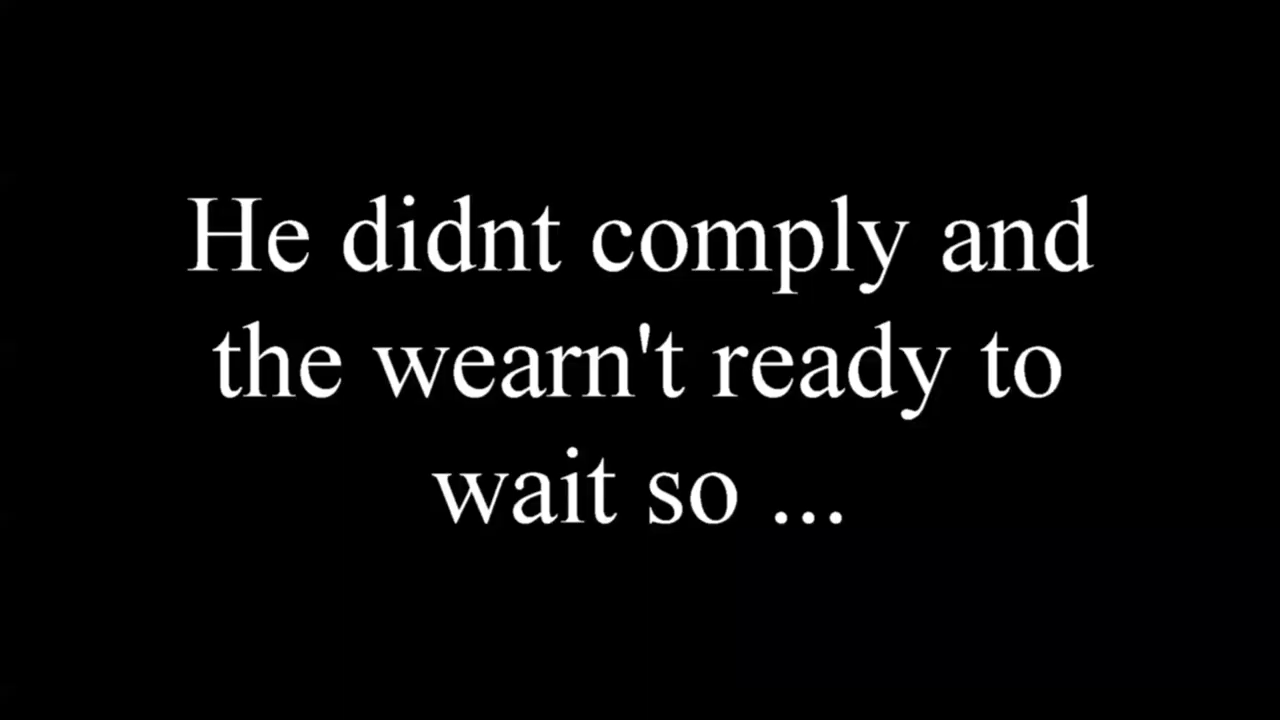 He didnt comply and
the wearn't ready to
wait so ...